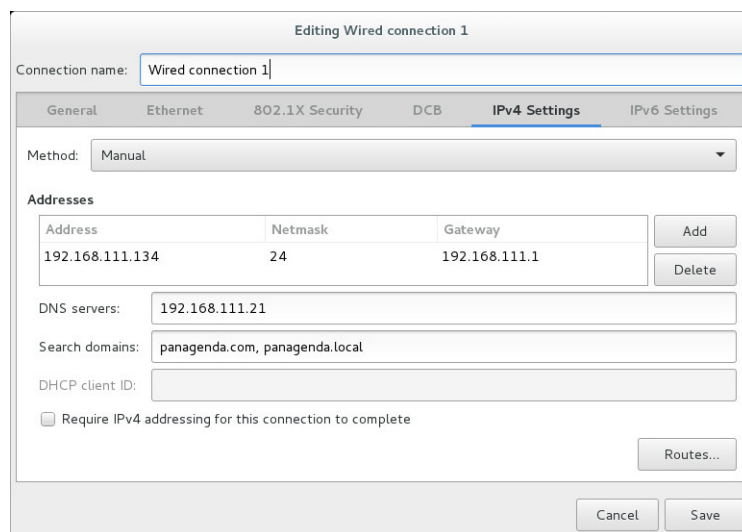 Editing Wired connection 1
Connection name: Wired connection 1
General Ethernet 802.1X Security DCB IPv4 Settings IPv6 Settings
Method: Manual
Addresses
Address Netmask Gateway Add
192.168.111.134 24 192.168.111.1
Delete
DNS servers: 192.168.111.21
Search domains: panagenda.com, panagenda.local
DHCP client ID:
Require IPv4 addressing for this connection to complete
Routes...
Cancel Save